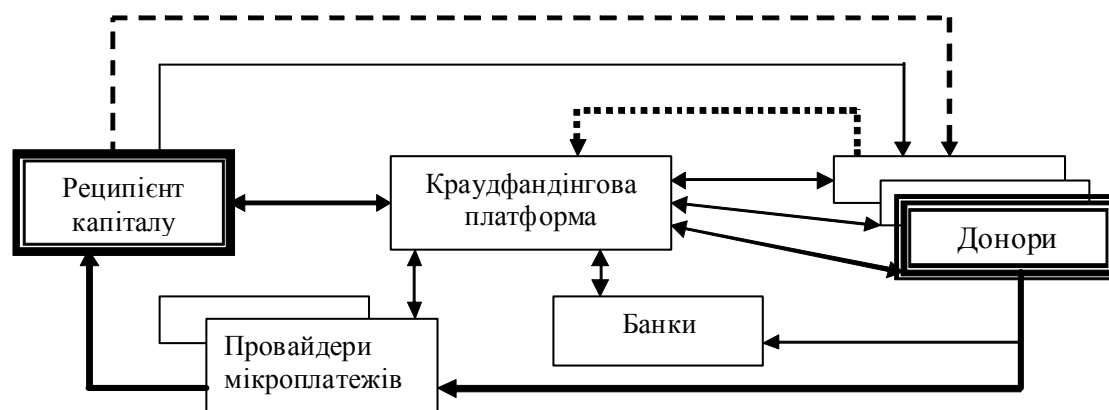 Реципієнт
капіталу
Краудфандінгова
платформа
Донори
Банки
Провайдери
мікроплатежів